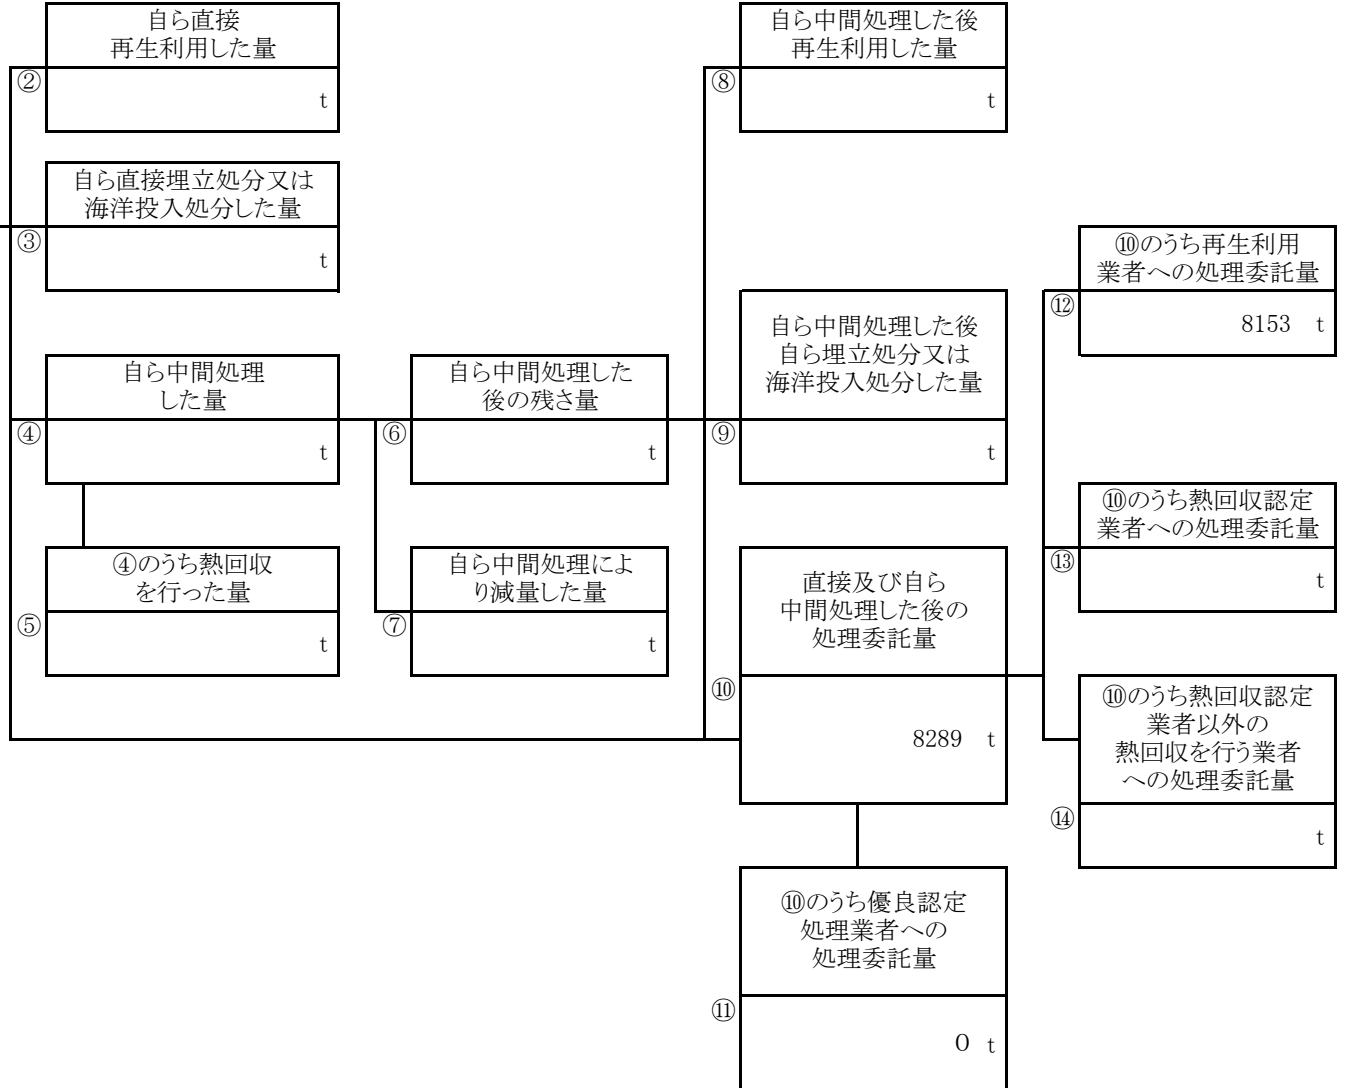 自ら直接
再生利用した量
②
t
自ら直接埋立処分又は
海洋投入処分した量
③
t
自ら中間処理
した量
④
t
④のうち熱回収
を行った量
⑤
t
自ら中間処理した
後の残さ量
⑥
t
自ら中間処理によ
り減量した量
⑦
t
自ら中間処理した後
再生利用した量
⑧
t
自ら中間処理した後
自ら埋立処分又は
海洋投入処分した量
⑨
t
直接及び自ら
中間処理した後の
処理委託量
⑩
8289 t
⑩のうち優良認定
処理業者への
処理委託量
⑪
0 t
⑩のうち再生利用
業者への処理委託量
⑫
8153 t
⑩のうち熱回収認定
業者への処理委託量
⑬
t
⑩のうち熱回収認定
業者以外の
熱回収を行う業者
への処理委託量
⑭
t